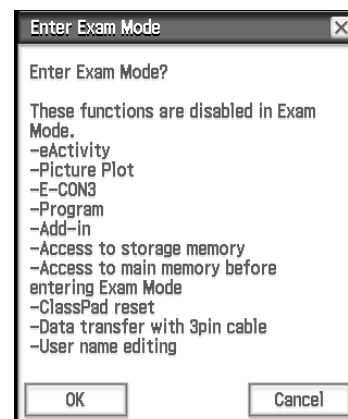 Enter Exam Mode
Enter Exam Mode?
These functions are disabled in Exam
Mode.
-eActivity
-Picture Plot
-E-CON3
-Program
-Add-in
-Access to storage memory
-Access to main memory before
entering Exam Mode
-ClassPad reset
-Data transfer with 3pin cable
-User name editing
OK
Cancel